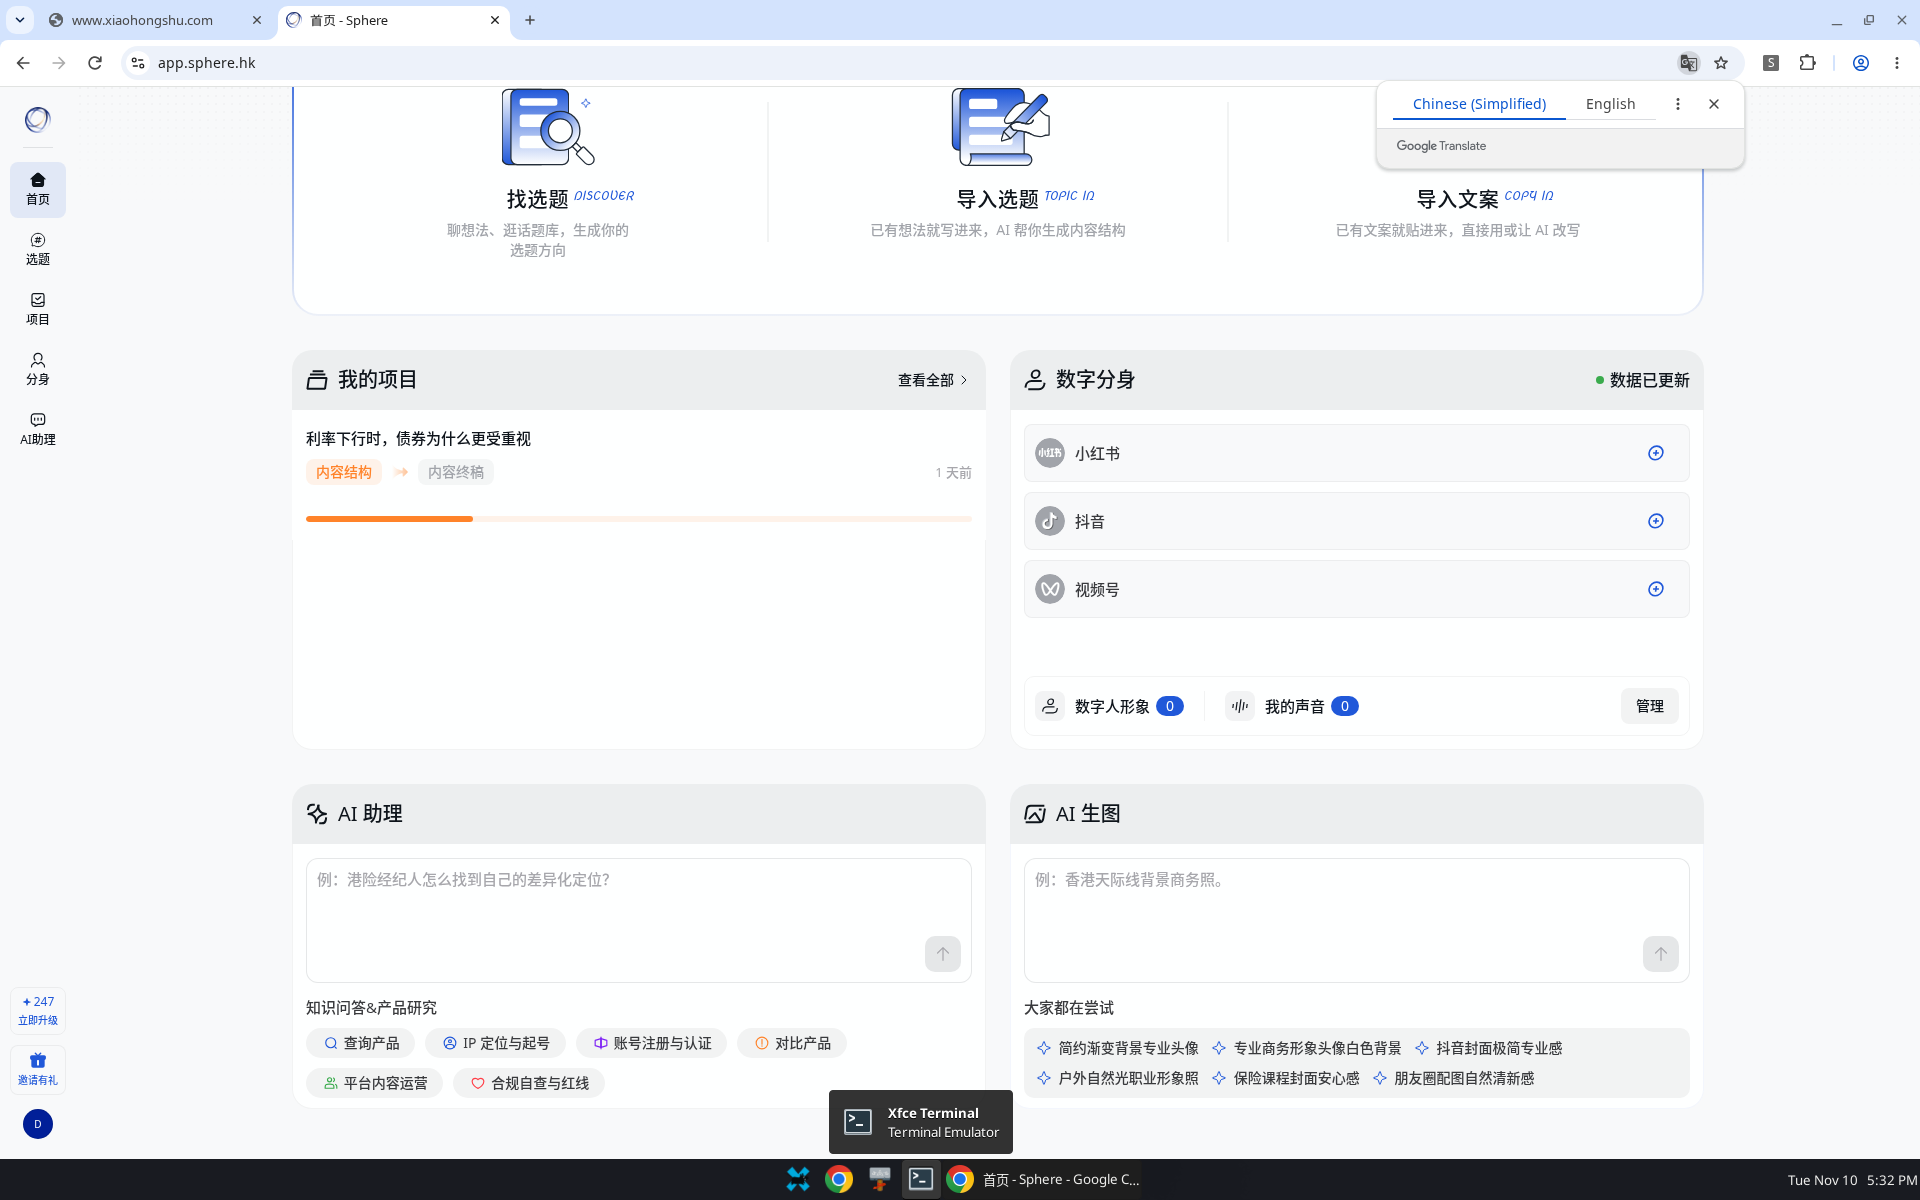 www.xiaohongshu.com
首页 - Sphere
app.sphere.hk
Chinese (Simplified)
English
Google Translate
首页
选题
项目
分身
AI助理
247
立即升级
邀请有礼
D
找选题 DISCOVER
聊想法、逛话题库，生成你的
选题方向
导入选题 TOPIC IN
已有想法就写进来，AI 帮你生成内容结构
导入文案 COPY IN
已有文案就贴进来，直接用或让 AI 改写
我的项目
查看全部
利率下行时，债券为什么更受重视
内容结构
内容终稿
1 天前
数字分身
数据已更新
小红书
小红书
抖音
视频号
数字人形象 0
我的声音 0
管理
AI 助理
例：港险经纪人怎么找到自己的差异化定位？
知识问答&产品研究
查询产品
IP 定位与起号
账号注册与认证
对比产品
平台内容运营
合规自查与红线
AI 生图
例：香港天际线背景商务照。
大家都在尝试
简约渐变背景专业头像
专业商务形象头像白色背景
抖音封面极简专业感
户外自然光职业形象照
保险课程封面安心感
朋友圈配图自然清新感
Xfce Terminal
Terminal Emulator
首页 - Sphere - Google C...
Tue Nov 10 5:32 PM
S